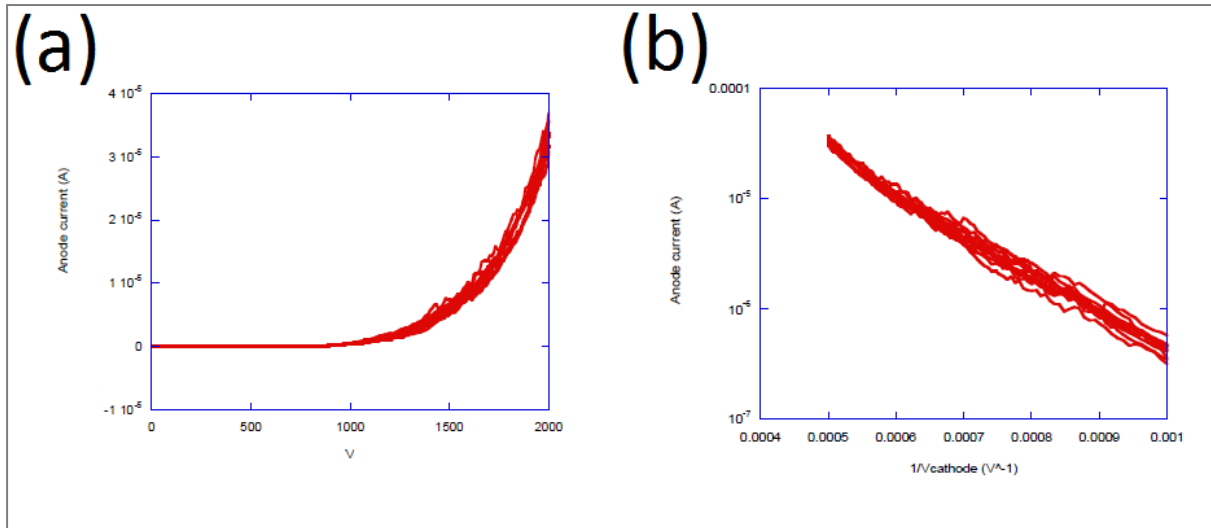 (a)
4 10⁻⁵
3 10⁻⁵
2 10⁻⁵
1 10⁻⁵
0
-1 10⁻⁵
Anode current (A)
0 500 1000 1500 2000
V
(b)
0.0001
10⁻⁵
10⁻⁶
10⁻⁷
Anode current (A)
0.0004 0.0005 0.0006 0.0007 0.0008 0.0009 0.001
1/Vcathode (V^-1)